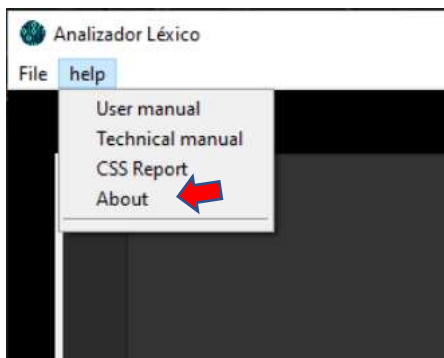 Analizador Léxico
File help
User manual
Technical manual
CSS Report
About